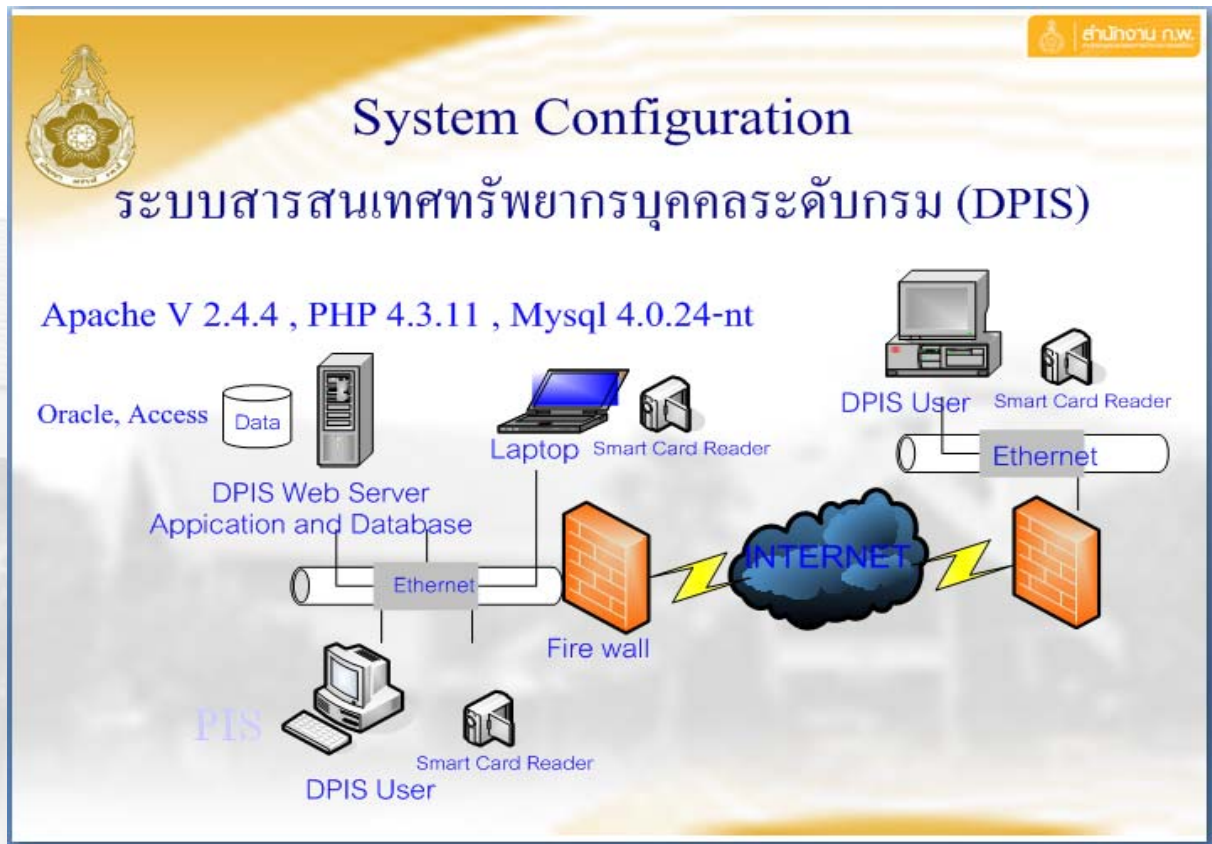 สำนักงาน ก.พ.
System Configuration
ระบบสารสนเทศทรัพยากรบุคคลระดับกรม (DPIS)
Apache V 2.4.4 , PHP 4.3.11 , Mysql 4.0.24-nt
Oracle, Access
Data
DPIS Web Server
Appication and Database
Laptop
Smart Card Reader
DPIS User
Smart Card Reader
Ethernet
Ethernet
INTERNET
Fire wall
PIS
Smart Card Reader
DPIS User